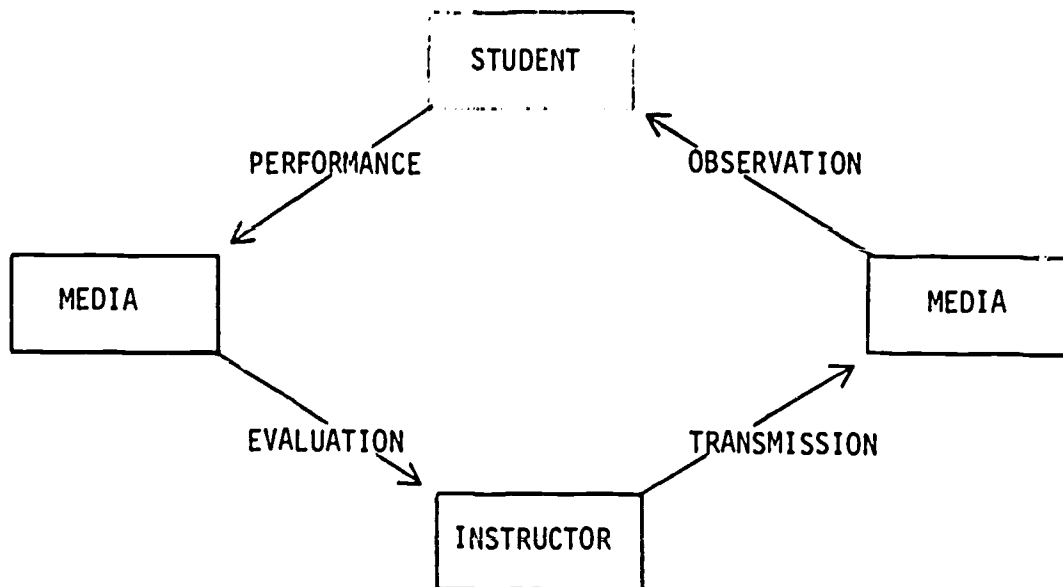 STUDENT
PERFORMANCE
OBSERVATION
MEDIA
MEDIA
EVALUATION
TRANSMISSION
INSTRUCTOR